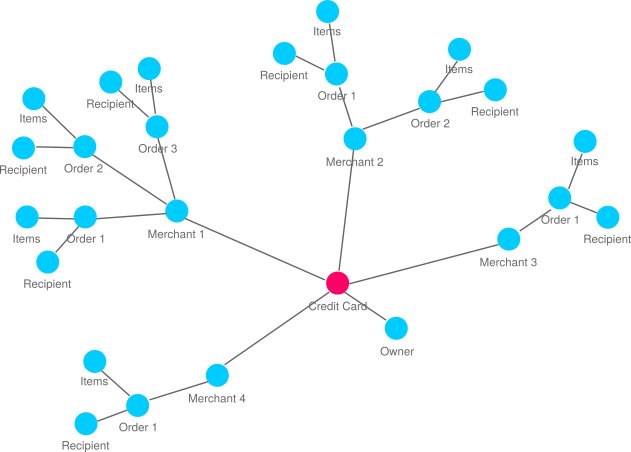 Items
Recipient
Order 1
Items
Order 2
Recipient
Merchant 2
Items
Recipient
Order 3
Items
Recipient
Order 2
Items
Order 1
Recipient
Merchant 1
Items
Order 1
Recipient
Merchant 3
Credit Card
Owner
Items
Merchant 4
Order 1
Recipient